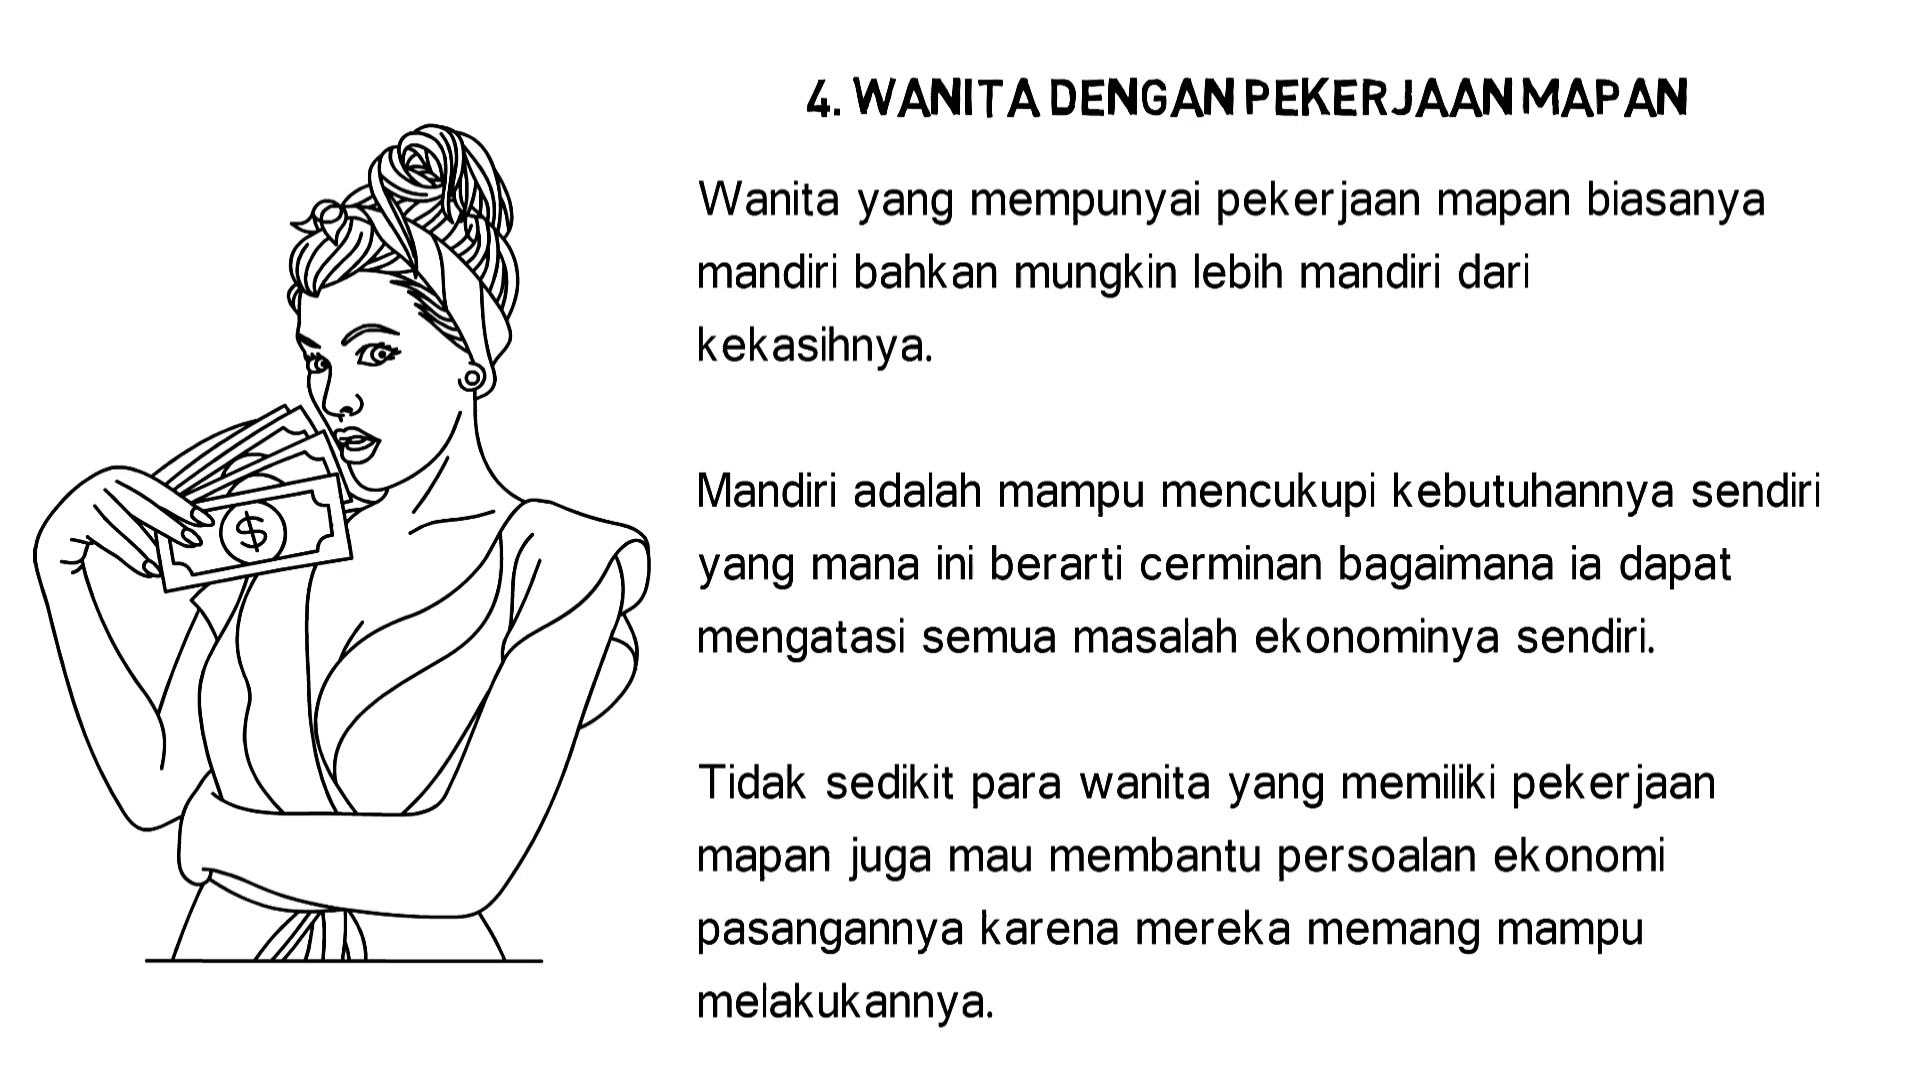 4. WANITA DENGAN PEKERJAAN MAPAN
Wanita yang mempunyai pekerjaan mapan biasanya
mandiri bahkan mungkin lebih mandiri dari
kekasihnya.
Mandiri adalah mampu mencukupi kebutuhannya sendiri
yang mana ini berarti cerminan bagaimana ia dapat
mengatasi semua masalah ekonominya sendiri.
Tidak sedikit para wanita yang memiliki pekerjaan
mapan juga mau membantu persoalan ekonomi
pasangannya karena mereka memang mampu
melakukannya.
$